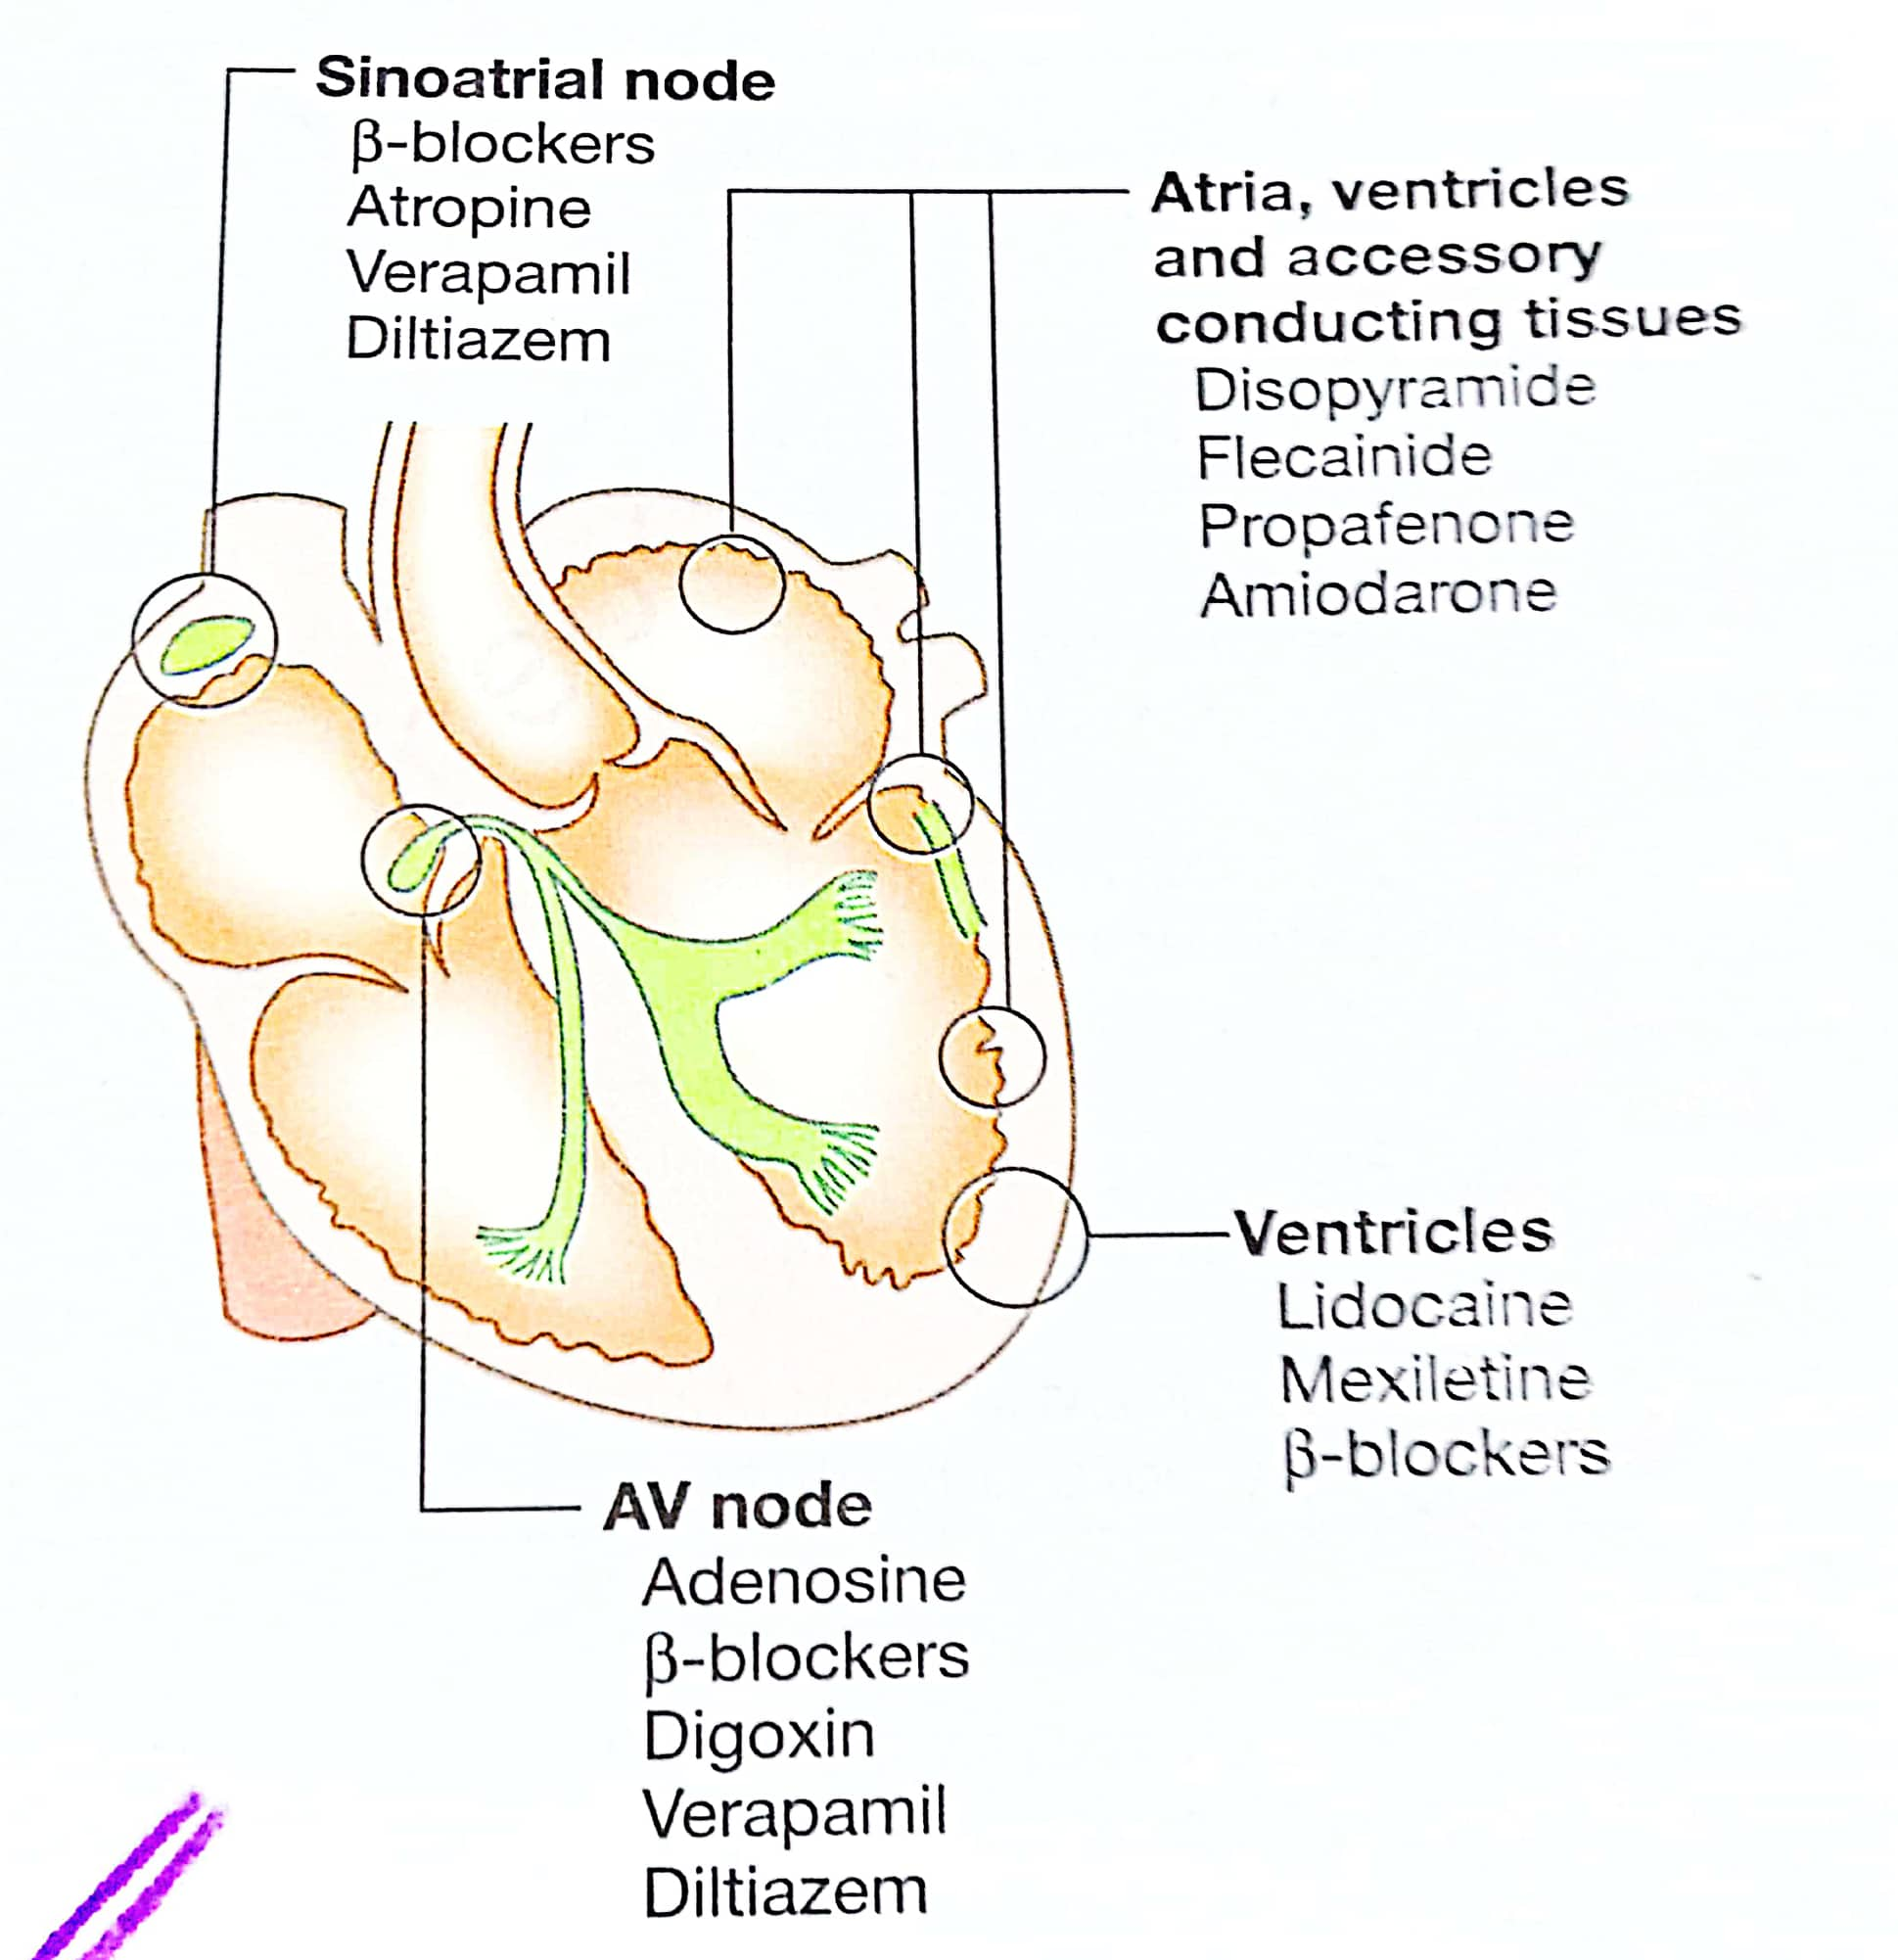 Sinoatrial node
β-blockers
Atropine
Verapamil
Diltiazem
Atria, ventricles
and accessory
conducting tissues
Disopyramide
Flecainide
Propafenone
Amiodarone
Ventricles
Lidocaine
Mexiletine
β-blockers
AV node
Adenosine
β-blockers
Digoxin
Verapamil
Diltiazem